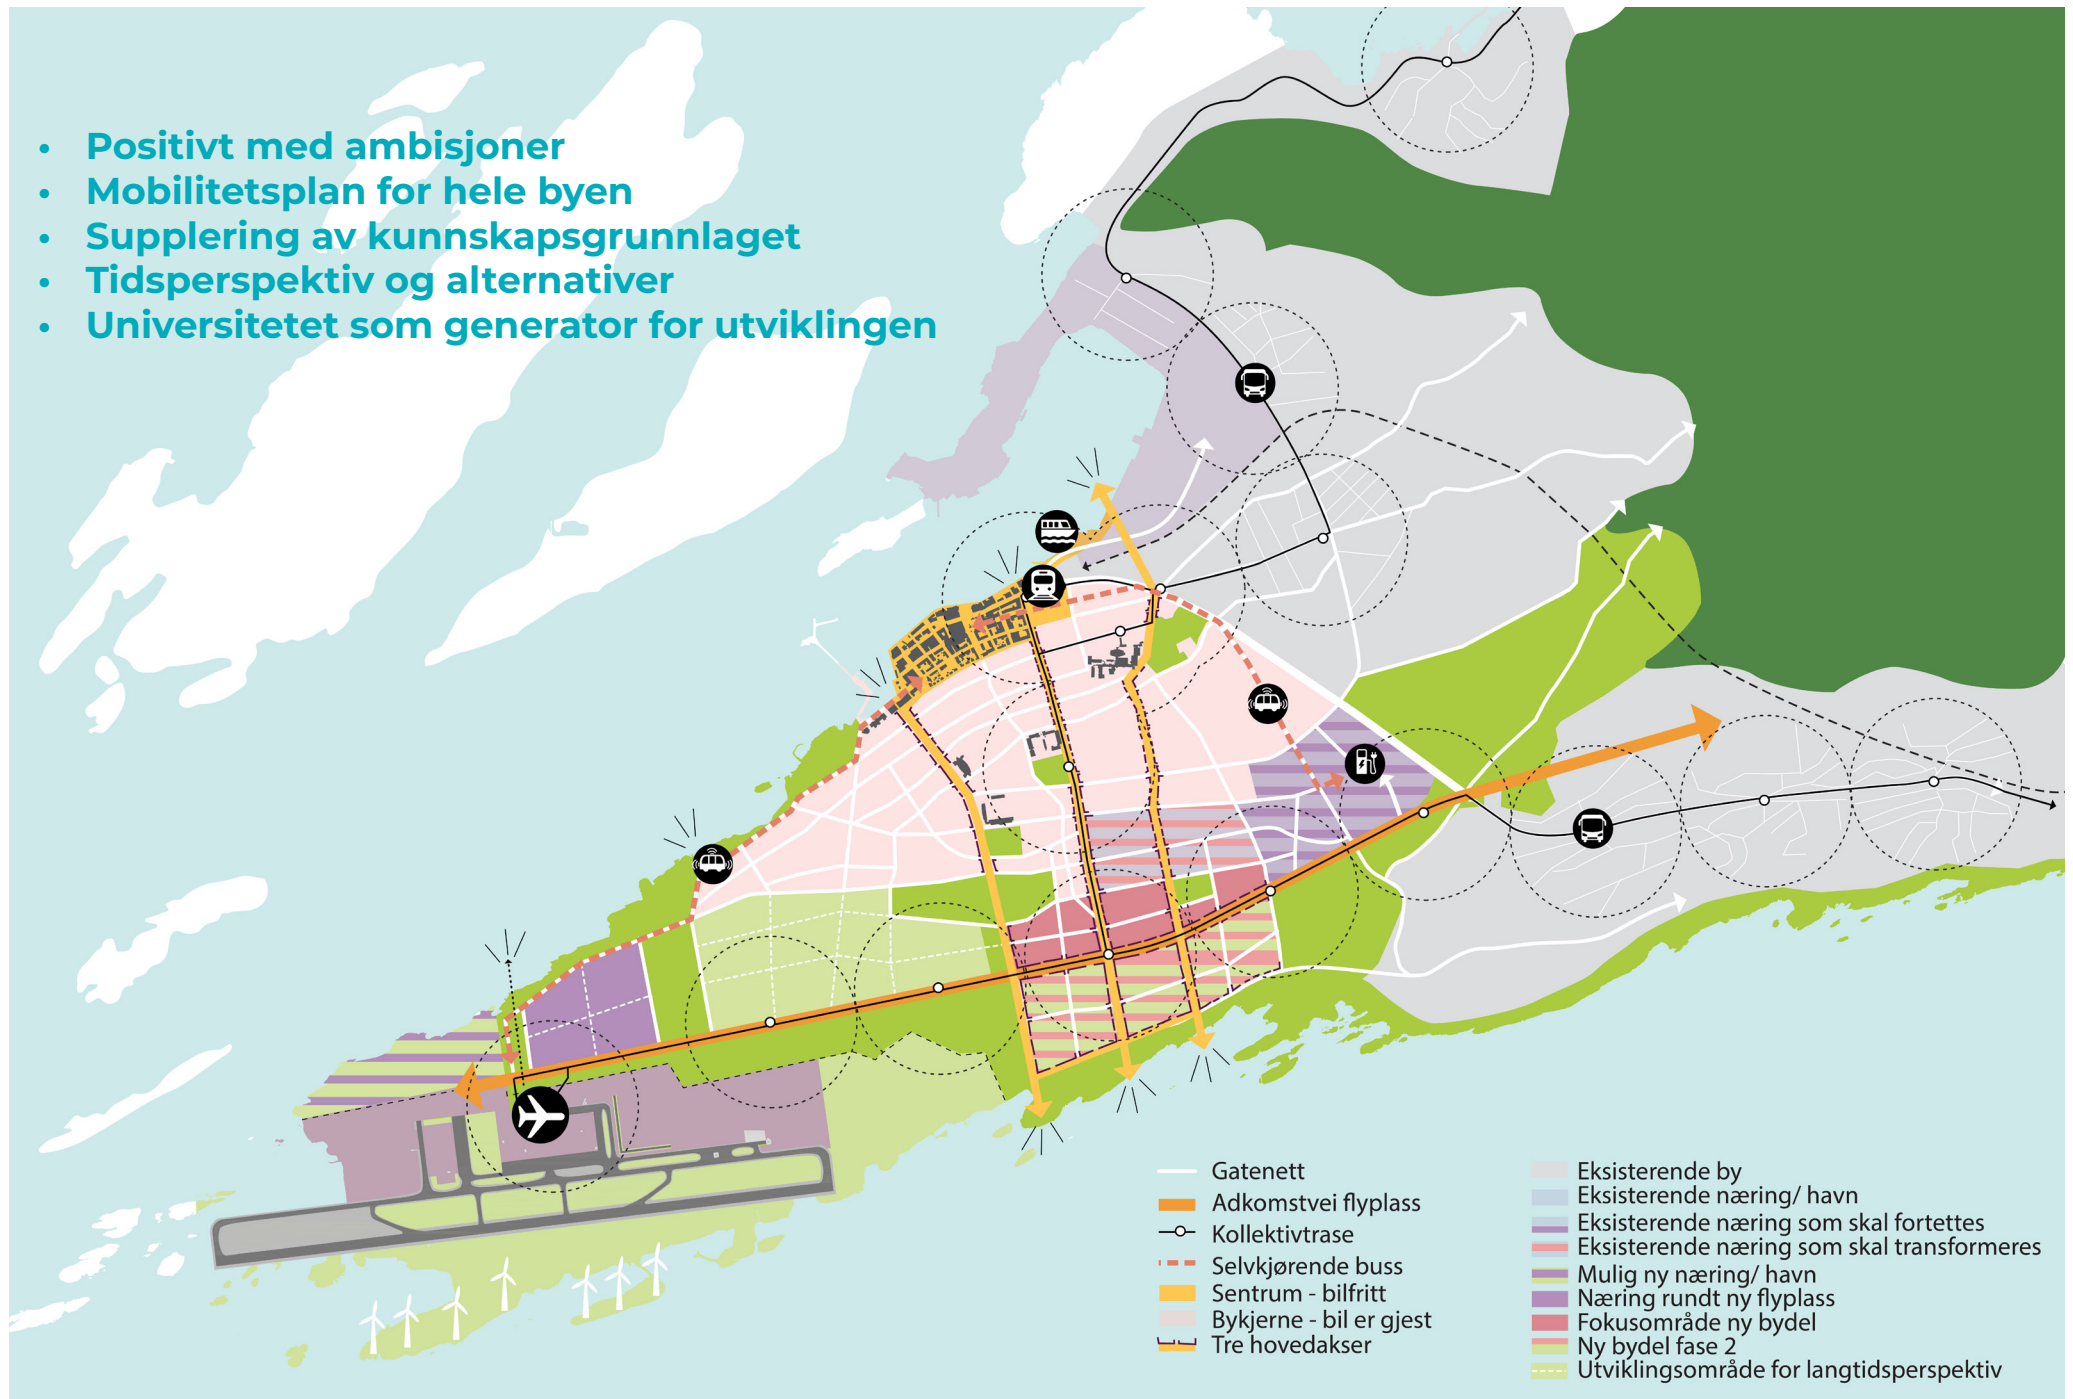 • Positivt med ambisjoner
• Mobilitetsplan for hele byen
• Supplering av kunnskapsgrunnlaget
• Tidsperspektiv og alternativer
• Universitetet som generator for utviklingen
Gatenett
Adkomstvei flyplass
Kollektivtrase
Selvkjørende buss
Sentrum - bilfritt
Bykjerne - bil er gjest
Tre hovedakser
Eksisterende by
Eksisterende næring/ havn
Eksisterende næring som skal fortettes
Eksisterende næring som skal transformeres
Mulig ny næring/ havn
Næring rundt ny flyplass
Fokusområde ny bydel
Ny bydel fase 2
Utviklingsområde for langtidsperspektiv